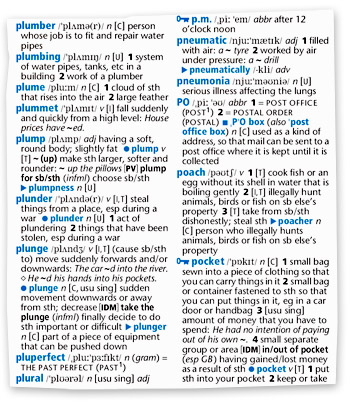 plumber /ˈplʌmə(r)/ n [C] person
whose job is to fit and repair water
pipes
plumbing /ˈplʌmɪŋ/ n [U]
system of water pipes, tanks, etc in a
building 2 work of a plumber
plume /pluːm/ n [C] 1 cloud of sth
that rises into the air 2 large feather
plummet /ˈplʌmɪt/ v [I] fall suddenly
and quickly from a high level: House
prices have ~ed.
plump /plʌmp/ adj having a soft,
round body; slightly fat ● plump v
[T] ~ (up) make sth larger, softer and
rounder: ~ up the pillows [PV] plump
for sb/sth (infml) choose sb/sth
▶ plumpness n [U]
plunder /ˈplʌndə(r)/ v [I,T] steal
things from a place, esp during a
war ● plunder n [U] 1 act of
plundering 2 things that have been
stolen, esp during a war
plunge /plʌndʒ/ v [I,T] (cause sb/sth
to) move suddenly forwards and/or
downwards: The car ~d into the river.
○ He ~d his hands into his pockets.
● plunge n [C, usu sing] sudden
movement downwards or away
from sth; decrease [IDM] take the
plunge (infml) finally decide to do
sth important or difficult ▶ plunger
n [C] part of a piece of equipment
that can be pushed down
pluperfect /ˌpluːˈpɜːfɪkt/ n (gram) =
THE PAST PERFECT (PAST¹)
plural /ˈplʊərəl/ n [usu sing] adj
p.m. /ˌpiː ˈem/ abbr after 12
o'clock noon
pneumatic /njuːˈmætɪk/ adj 1 filled
with air: a ~ tyre 2 worked by air
under pressure: a ~ drill
▶ pneumatically /-kli/ adv
pneumonia /njuːˈməʊniə/ n [U]
serious illness affecting the lungs
PO /ˌpiː ˈəʊ/ abbr 1 = POST OFFICE
(POST¹) 2 = POSTAL ORDER
(POSTAL) ■ PˈO box (also ˈpost
office box) n [C] used as a kind of
address, so that mail can be sent to a
post office where it is kept until it is
collected
poach /pəʊtʃ/ v 1 [T] cook fish or an
egg without its shell in water that is
boiling gently 2 [I,T] illegally hunt
animals, birds or fish on sb else's
property 3 [T] take from sb/sth
dishonestly; steal sth ▶ poacher n
[C] person who illegally hunts
animals, birds or fish on sb else's
property
pocket /ˈpɒkɪt/ n [C] 1 small bag
sewn into a piece of clothing so that
you can carry things in it 2 small bag
or container fastened to sth so that
you can put things in it, eg in a car
door or handbag 3 [usu sing]
amount of money that you have to
spend: He had no intention of paying
out of his own ~. 4 small separate
group or area [IDM] in/out of pocket
(esp GB) having gained/lost money
as a result of sth ● pocket v [T] 1 put
sth into your pocket 2 keep or take